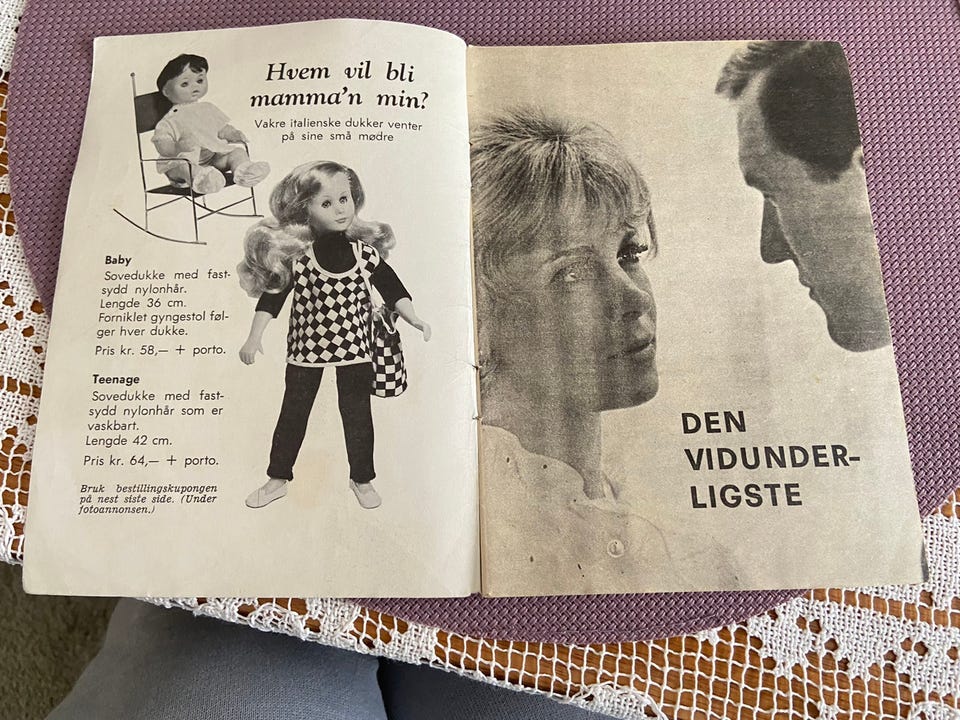 Hvem vil bli
mamma'n min?
Vakre italienske dukker venter
på sine små mødre
Baby
Sovedukke med fast-
sydd nylonhår.
Lengde 36 cm.
Forniklet gyngestol føl-
ger hver dukke.
Pris kr. 58,— + porto.
Teenage
Sovedukke med fast-
sydd nylonhår som er
vaskbart.
Lengde 42 cm.
Pris kr. 64,— + porto.
Bruk bestillingskupongen
på nest siste side. (Under
fotoannonsen.)
DEN
VIDUNDER-
LIGSTE